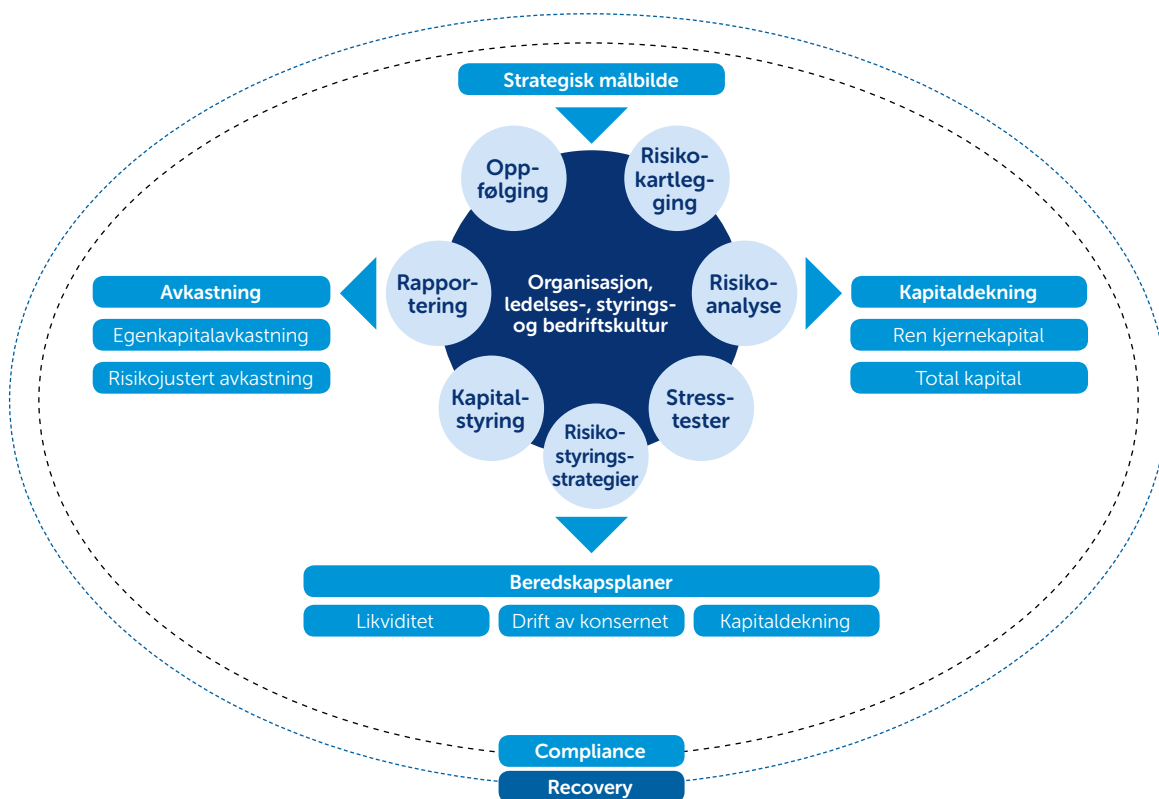 Strategisk målbilde
Opp-
følging
Risiko-
kartleg-
ging
Rappor-
tering
Organisasjon,
ledelses-, styrings-
og bedriftskultur
Risiko-
analyse
Avkastning
Egenkapitalavkastning
Risikojustert avkastning
Kapitaldekning
Ren kjernekapital
Total kapital
Kapital-
styring
Risiko-
styrings-
strategier
Stress-
tester
Beredskapsplaner
Likviditet
Drift av konsernet
Kapitaldekning
Compliance
Recovery